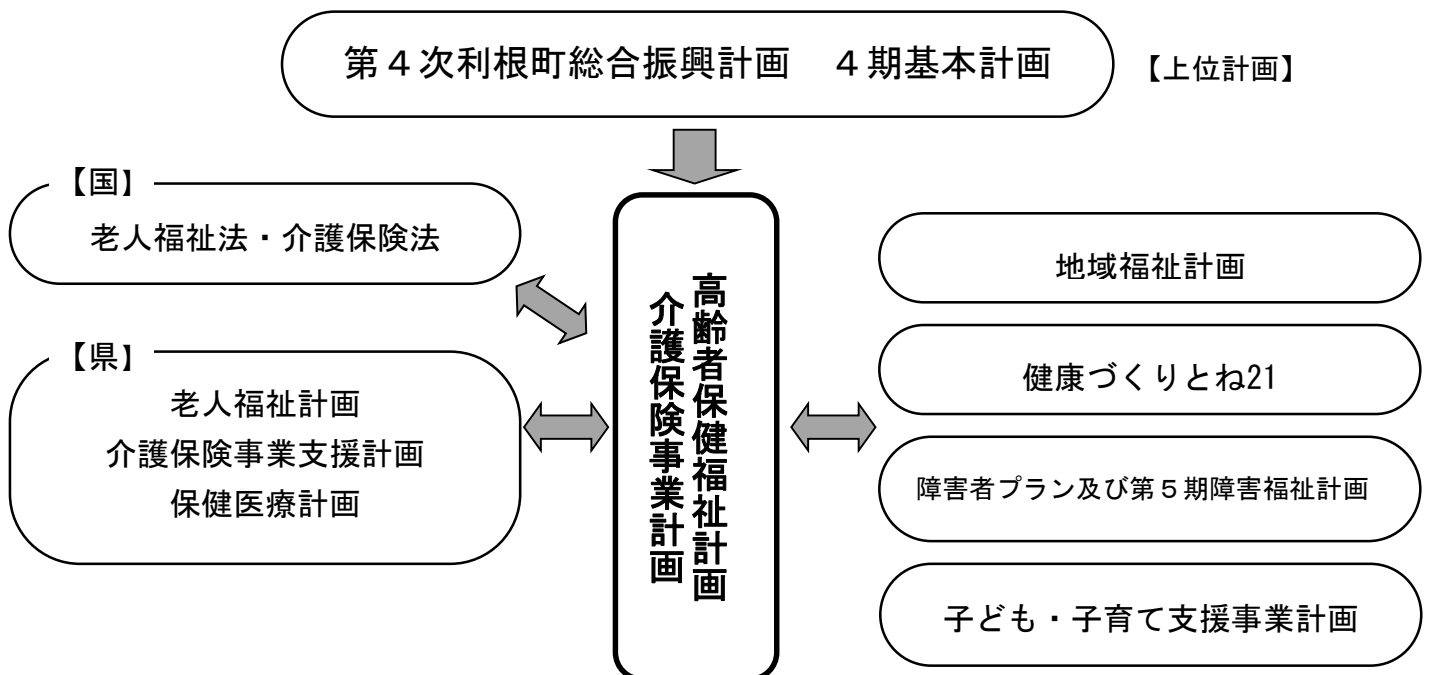 第４次利根町総合振興計画　４期基本計画
【上位計画】
【国】
老人福祉法・介護保険法
【県】
老人福祉計画
介護保険事業支援計画
保健医療計画
高齢者保健福祉計画
介護保険事業計画
地域福祉計画
健康づくりとね21
障害者プラン及び第５期障害福祉計画
子ども・子育て支援事業計画